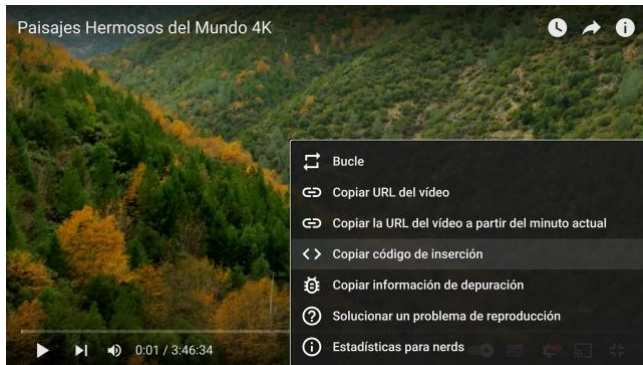 Paisajes Hermosos del Mundo 4K
Bucle
Copiar URL del vídeo
Copiar la URL del vídeo a partir del minuto actual
Copiar código de inserción
Copiar información de depuración
Solucionar un problema de reproducción
Estadísticas para nerds
0:01 / 3:46:34